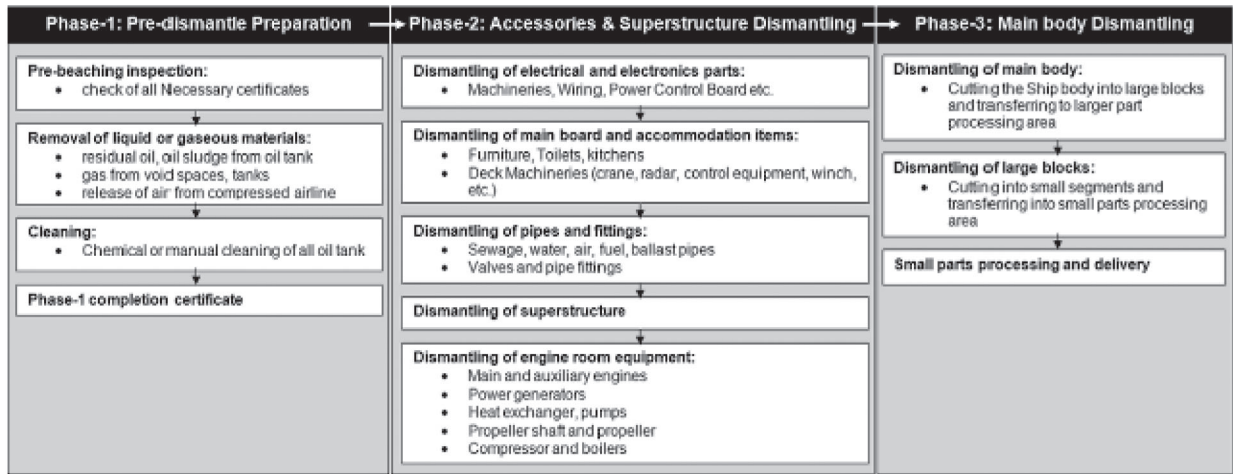 Phase-1: Pre-dismantle Preparation
Pre-beaching inspection:
• check of all Necessary certificates
Removal of liquid or gaseous materials:
• residual oil, oil sludge from oil tank
• gas from void spaces, tanks
• release of air from compressed airline
Cleaning:
• Chemical or manual cleaning of all oil tank
Phase-1 completion certificate
Phase-2: Accessories & Superstructure Dismantling
Dismantling of electrical and electronics parts:
• Machineries, Wiring, Power Control Board etc.
Dismantling of main board and accommodation items:
• Furniture, Toilets, kitchens
• Deck Machineries (crane, radar, control equipment, winch,
etc.)
Dismantling of pipes and fittings:
• Sewage, water, air, fuel, ballast pipes
• Valves and pipe fittings
Dismantling of superstructure
Dismantling of engine room equipment:
• Main and auxiliary engines
• Power generators
• Heat exchanger, pumps
• Propeller shaft and propeller
• Compressor and boilers
Phase-3: Main body Dismantling
Dismantling of main body:
• Cutting the Ship body into large blocks
and transferring to larger part
processing area
Dismantling of large blocks:
• Cutting into small segments and
transferring into small parts processing
area
Small parts processing and delivery